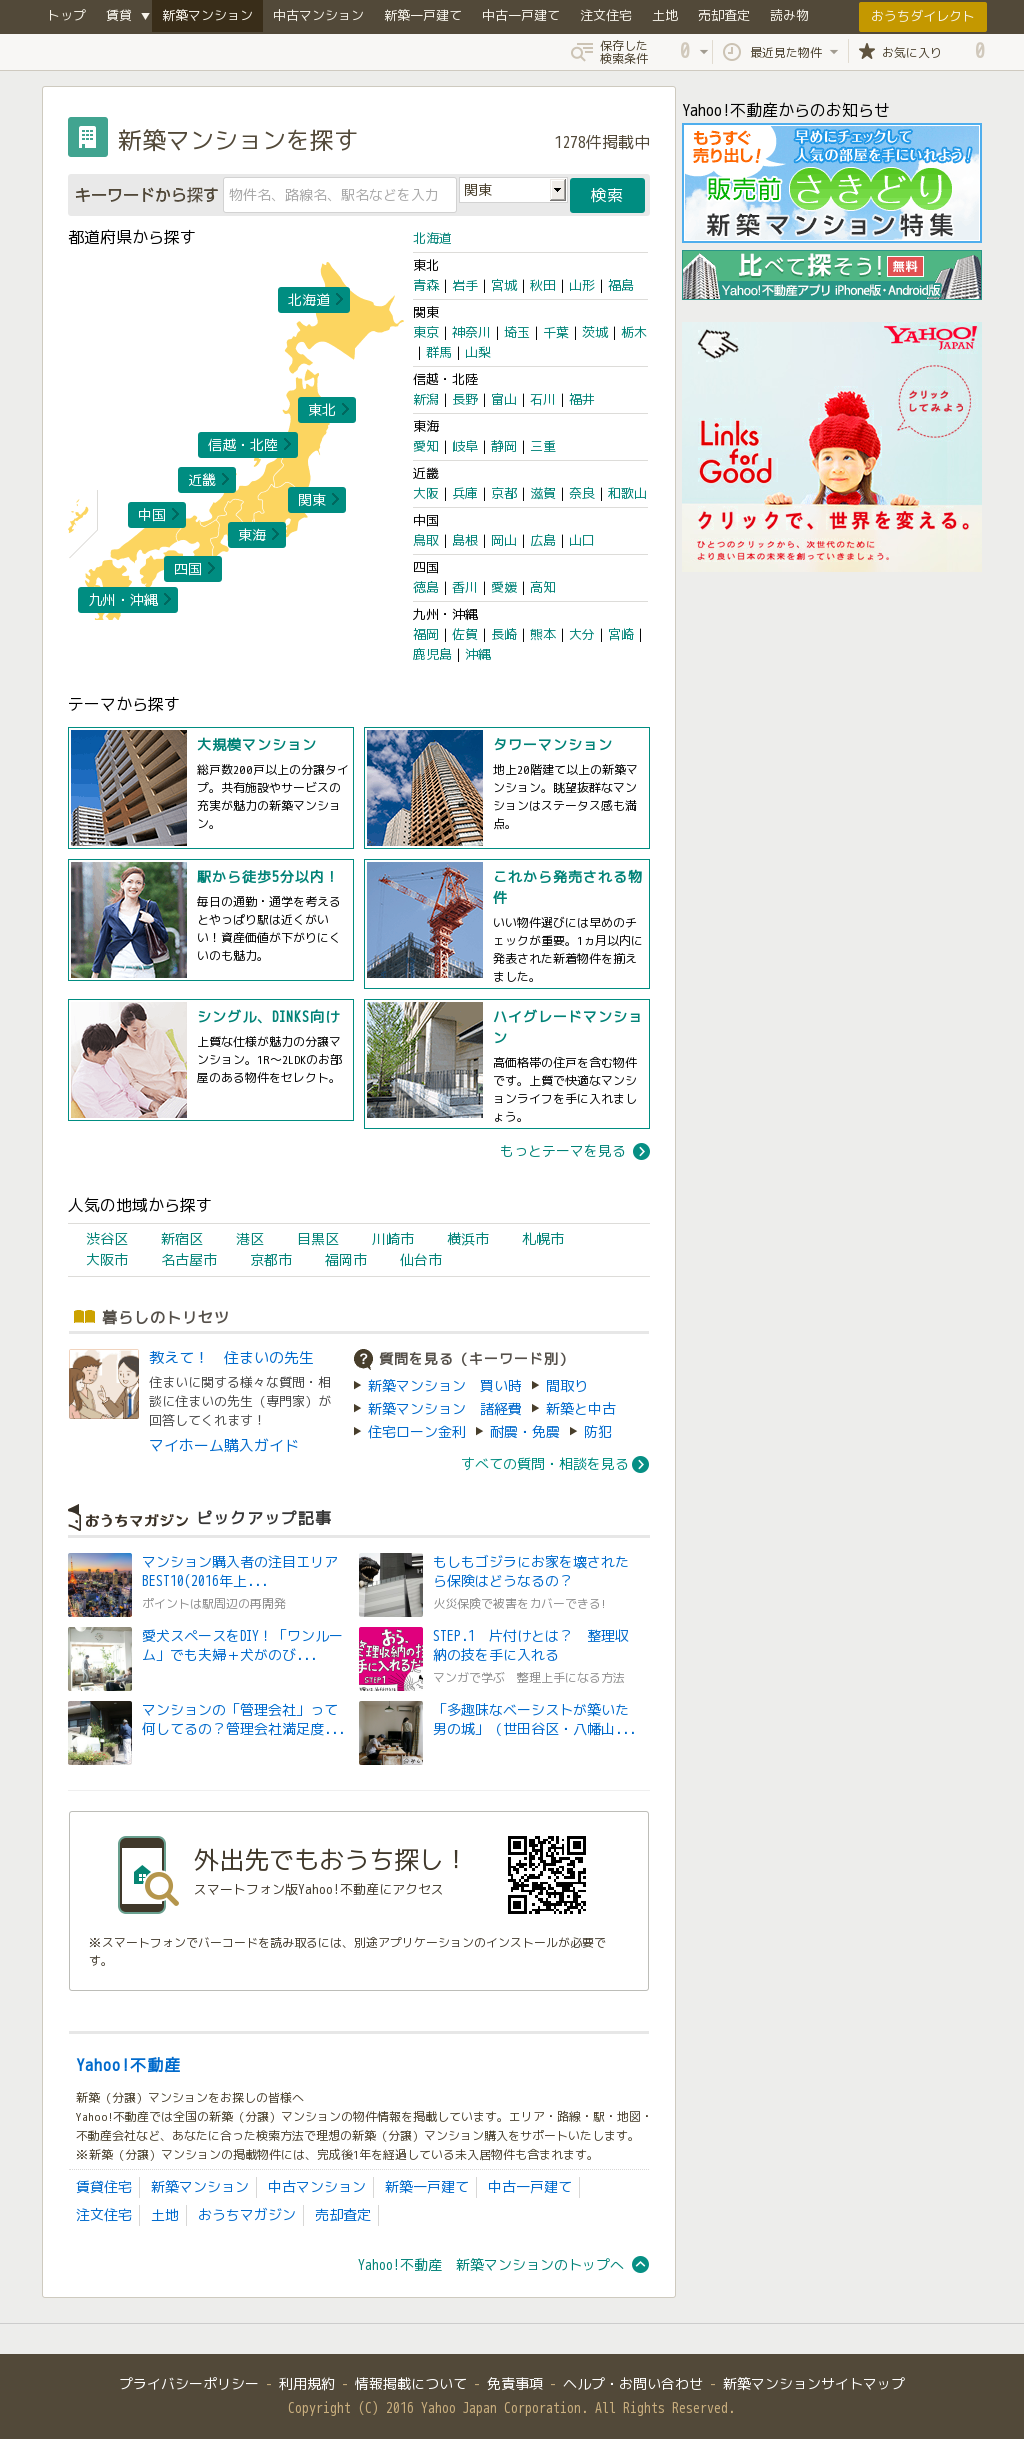 トップ 賃貸 ▼ 新築マンション 中古マンション 新築一戸建て 中古一戸建て 注文住宅 土地 売却査定 読み物 おうちダイレクト
保存した
検索条件 0 最近見た物件 お気に入り 0
新築マンションを探す 1278件掲載中
キーワードから探す 物件名、路線名、駅名などを入力 関東 検索
都道府県から探す
北海道
東北
信越・北陸
近畿
関東
中国
東海
四国
九州・沖縄
北海道
東北
青森 | 岩手 | 宮城 | 秋田 | 山形 | 福島
関東
東京 | 神奈川 | 埼玉 | 千葉 | 茨城 | 栃木
| 群馬 | 山梨
信越・北陸
新潟 | 長野 | 富山 | 石川 | 福井
東海
愛知 | 岐阜 | 静岡 | 三重
近畿
大阪 | 兵庫 | 京都 | 滋賀 | 奈良 | 和歌山
中国
鳥取 | 島根 | 岡山 | 広島 | 山口
四国
徳島 | 香川 | 愛媛 | 高知
九州・沖縄
福岡 | 佐賀 | 長崎 | 熊本 | 大分 | 宮崎 |
鹿児島 | 沖縄
テーマから探す
大規模マンション
総戸数200戸以上の分譲タイ
プ。共有施設やサービスの
充実が魅力の新築マンショ
ン。
タワーマンション
地上20階建て以上の新築マ
ンション。眺望抜群なマン
ションはステータス感も満
点。
駅から徒歩5分以内！
毎日の通勤・通学を考える
とやっぱり駅は近くがい
い！資産価値が下がりにく
いのも魅力。
これから発売される物
件
いい物件選びには早めのチ
ェックが重要。1ヵ月以内に
発表された新着物件を揃え
ました。
シングル、DINKS向け
上質な仕様が魅力の分譲マ
ンション。1R～2LDKのお部
屋のある物件をセレクト。
ハイグレードマンショ
ン
高価格帯の住戸を含む物件
です。上質で快適なマンシ
ョンライフを手に入れまし
ょう。
もっとテーマを見る
人気の地域から探す
渋谷区 新宿区 港区 目黒区 川崎市 横浜市 札幌市
大阪市 名古屋市 京都市 福岡市 仙台市
暮らしのトリセツ
教えて！ 住まいの先生
住まいに関する様々な質問・相
談に住まいの先生（専門家）が
回答してくれます！
マイホーム購入ガイド
質問を見る（キーワード別）
新築マンション 買い時 間取り
新築マンション 諸経費 新築と中古
住宅ローン金利 耐震・免震 防犯
すべての質問・相談を見る
おうちマガジン ピックアップ記事
マンション購入者の注目エリア
BEST10(2016年上...
ポイントは駅周辺の再開発
もしもゴジラにお家を壊された
ら保険はどうなるの？
火災保険で被害をカバーできる!
愛犬スペースをDIY！「ワンルー
ム」でも夫婦＋犬がのび...
STEP.1 片付けとは？ 整理収
納の技を手に入れる
マンガで学ぶ 整理上手になる方法
マンションの「管理会社」って
何してるの？管理会社満足度...
「多趣味なベーシストが築いた
男の城」（世田谷区・八幡山...
外出先でもおうち探し！
スマートフォン版Yahoo!不動産にアクセス
※スマートフォンでバーコードを読み取るには、別途アプリケーションのインストールが必要で
す。
Yahoo!不動産
新築（分譲）マンションをお探しの皆様へ
Yahoo!不動産では全国の新築（分譲）マンションの物件情報を掲載しています。エリア・路線・駅・地図・
不動産会社など、あなたに合った検索方法で理想の新築（分譲）マンション購入をサポートいたします。
※新築（分譲）マンションの掲載物件には、完成後1年を経過している未入居物件も含まれます。
賃貸住宅 新築マンション 中古マンション 新築一戸建て 中古一戸建て
注文住宅 土地 おうちマガジン 売却査定
Yahoo!不動産 新築マンションのトップへ
Yahoo!不動産からのお知らせ
もうすぐ
売り出し！
早めにチェックして
人気の部屋を手にいれよう！
販売前 さきどり
新築マンション特集
比べて探そう! 無料
Yahoo!不動産アプリ iPhone版・Android版
YAHOO!
JAPAN
クリック
してみよう
Links
for
Good
クリックで、世界を変える。
ひとつのクリックから、次世代のために
より良い日本の未来を創っていきましょう。
プライバシーポリシー - 利用規約 - 情報掲載について - 免責事項 - ヘルプ・お問い合わせ - 新築マンションサイトマップ
Copyright (C) 2016 Yahoo Japan Corporation. All Rights Reserved.